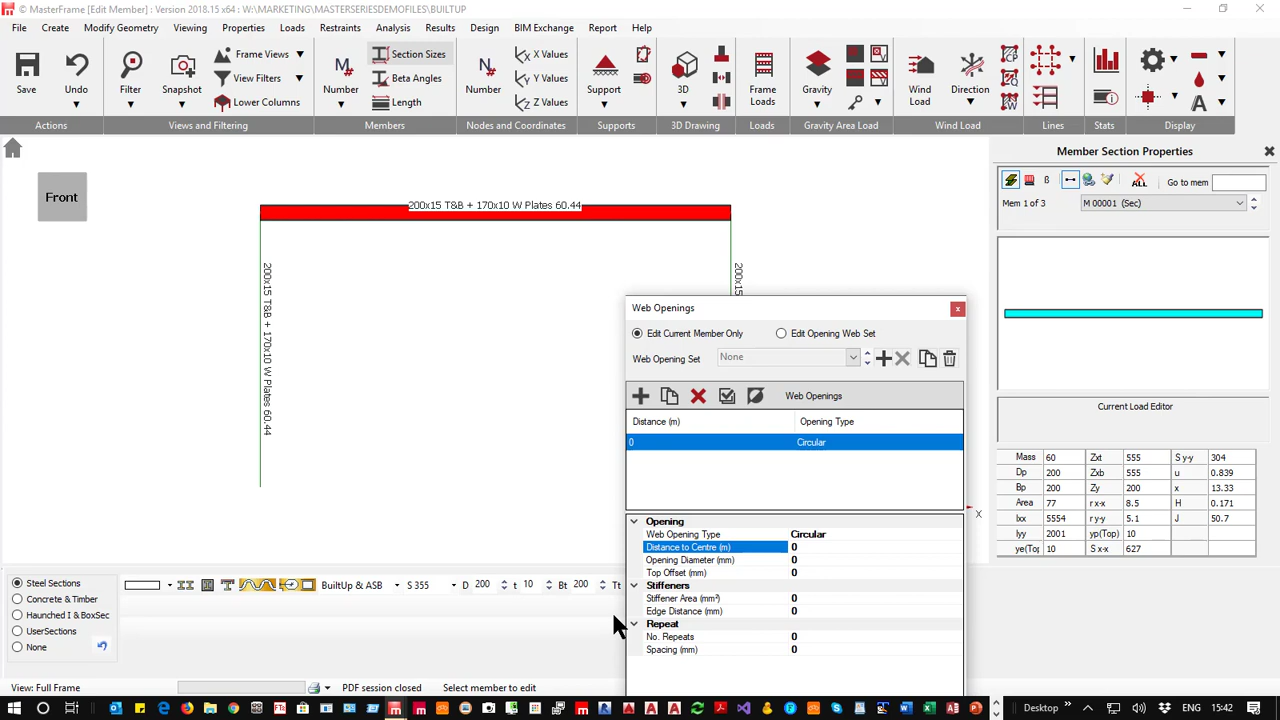 MasterFrame [Edit Member] : Version 2018.15 x64 : W:\MARKETING\MASTERSERIESDEMOFILES\BUILTUP
File Create Modify Geometry Viewing Properties Loads Restraints Analysis Results Design BIM Exchange Report Help
Save Undo Filter Snapshot Frame Views View Filters Lower Columns Number Section Sizes Beta Angles Length Number X Values Y Values Z Values Support 3D Frame Loads Gravity Wind Load Direction
Actions Views and Filtering Members Nodes and Coordinates Supports 3D Drawing Loads Gravity Area Load Wind Load Lines Stats Display
Front
200x15 T&B + 170x10 W Plates 60.44
200x15 T&B + 170x10 W Plates 60.44
200x15
X
Web Openings
Edit Current Member Only Edit Opening Web Set
Web Opening Set None
Web Openings
Distance (m) Opening Type
0 Circular
Opening
Web Opening Type Circular
Distance to Centre (m) 0
Opening Diameter (mm) 0
Top Offset (mm) 0
Stiffeners
Stiffener Area (mm²) 0
Edge Distance (mm) 0
Repeat
No. Repeats 0
Spacing (mm) 0
Member Section Properties
ß ALL Go to mem
Mem 1 of 3 M 00001 (Sec)
Current Load Editor
Mass 60 Zxt 555 S y-y 304
Dp 200 Zxb 555 u 0.839
Bp 200 Zy 200 x 13.33
Area 77 r x-x 8.5 H 0.171
Ixx 5554 r y-y 5.1 J 50.7
Iyy 2001 yp(Top) 10
ye(Top 10 S x-x 627
Steel Sections
Concrete & Timber
Haunched I & BoxSec
UserSections
None
BuiltUp & ASB S 355 D 200 t 10 Bt 200 Tt
View: Full Frame PDF session closed Select member to edit
Desktop ENG 15:42